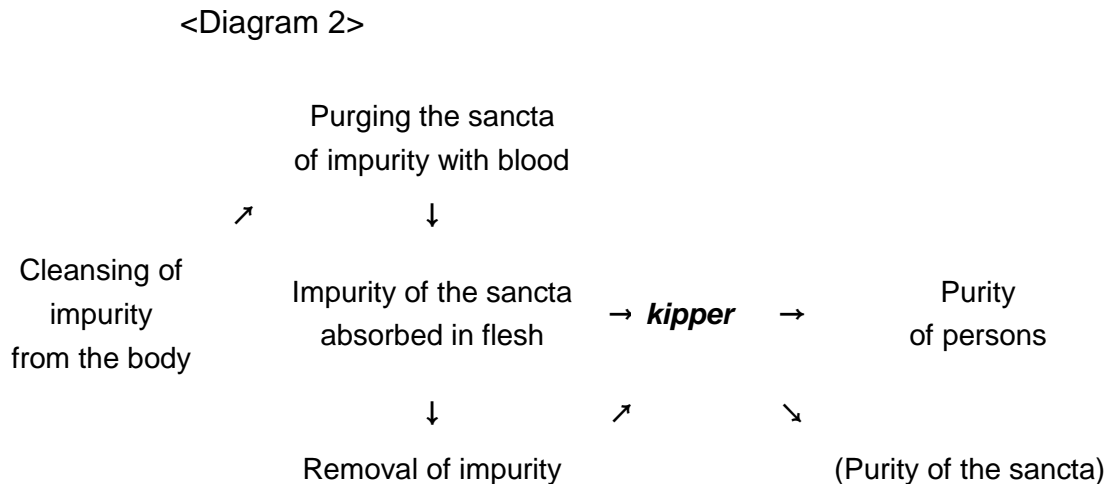 <Diagram 2>
Purging the sancta
of impurity with blood
↗ ↓
Cleansing of
impurity
from the body
Impurity of the sancta
absorbed in flesh
→ kipper →
Purity
of persons
↓ ↗ ↘
Removal of impurity
(Purity of the sancta)